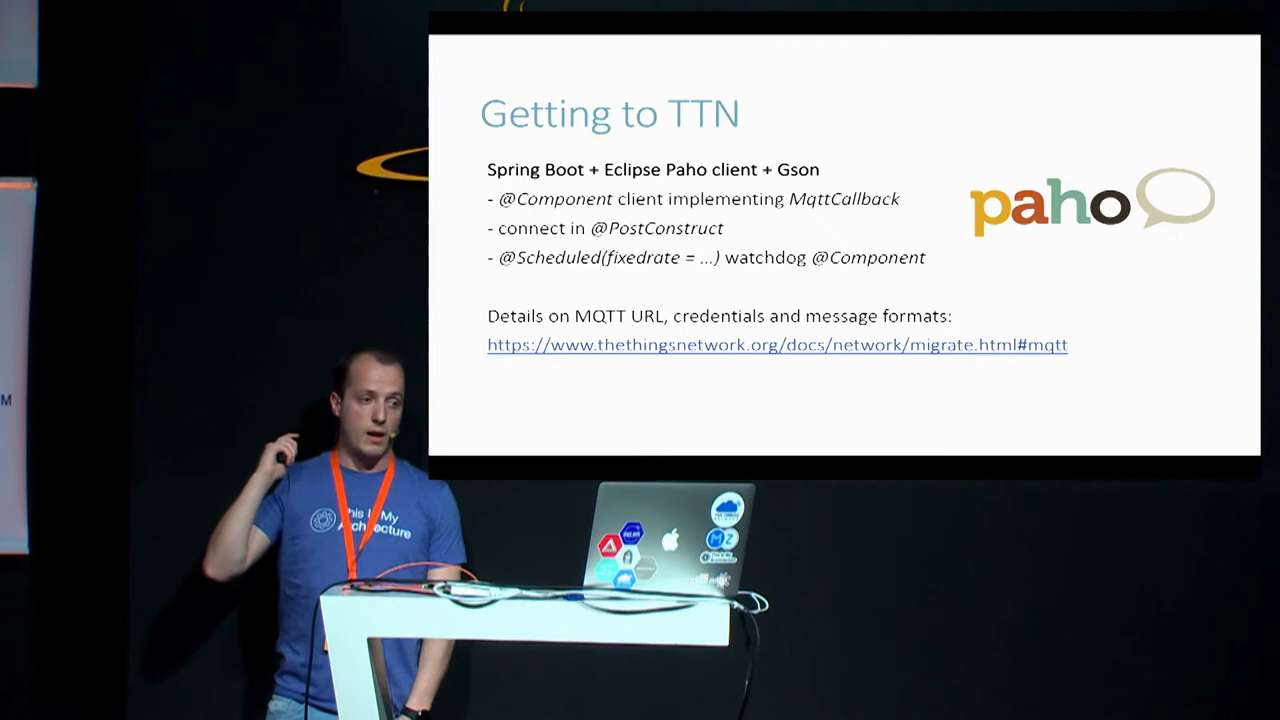 Getting to TTN
Spring Boot + Eclipse Paho client + Gson
- @Component client implementing MqttCallback
- connect in @PostConstruct
- @Scheduled(fixedrate = ...) watchdog @Component
Details on MQTT URL, credentials and message formats:
https://www.thethingsnetwork.org/docs/network/migrate.html#mqtt
paho
M
This Is My
Architecture